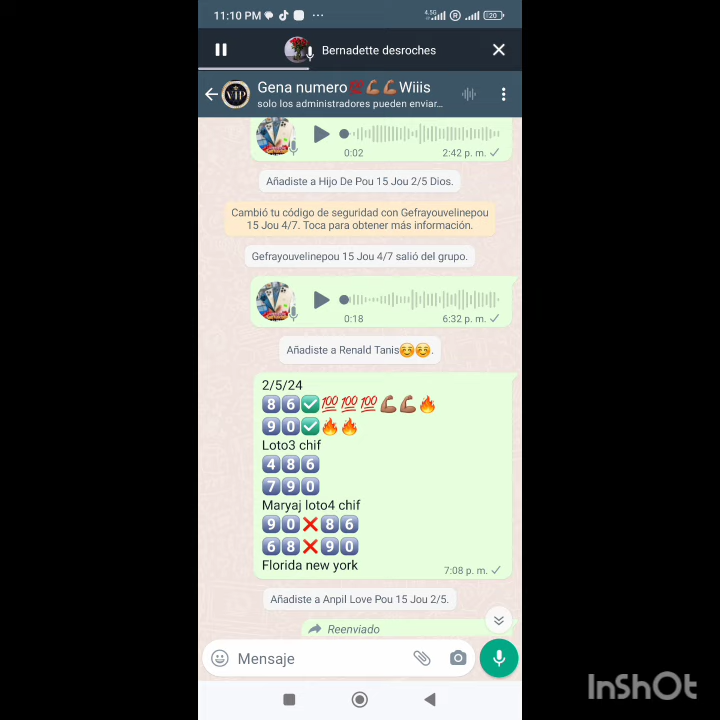 11:10 PM
4.5G
20
Bernadette desroches
VIP
Gena numero💯💪🏽💪🏽Wiiis
solo los administradores pueden enviar...
0:02 2:42 p. m.
Añadiste a Hijo De Pou 15 Jou 2/5 Dios.
Cambió tu código de seguridad con Gefrayouvelinepou
15 Jou 4/7. Toca para obtener más información.
Gefrayouvelinepou 15 Jou 4/7 salió del grupo.
0:18 6:32 p. m.
Añadiste a Renald Tanis☺️☺️.
2/5/24
8️⃣6️⃣✅💯💯💯💪🏽💪🏽🔥
9️⃣0️⃣✅🔥🔥
Loto3 chif
4️⃣8️⃣6️⃣
7️⃣9️⃣0️⃣
Maryaj loto4 chif
9️⃣0️⃣❌8️⃣6️⃣
6️⃣8️⃣❌9️⃣0️⃣
Florida new york
7:08 p. m.
Añadiste a Anpil Love Pou 15 Jou 2/5.
Reenviado
Mensaje
InShOt